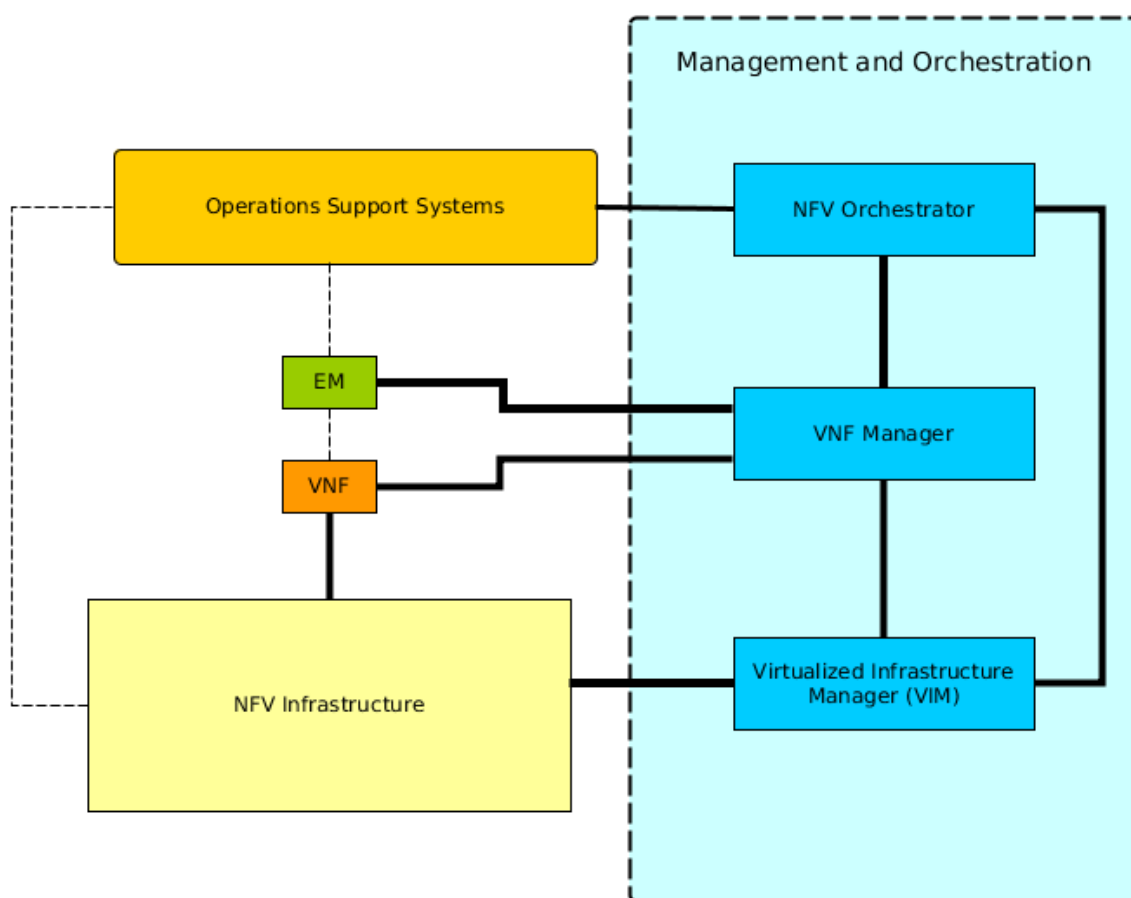 Management and Orchestration
Operations Support Systems
NFV Orchestrator
EM
VNF Manager
VNF
Virtualized Infrastructure
Manager (VIM)
NFV Infrastructure